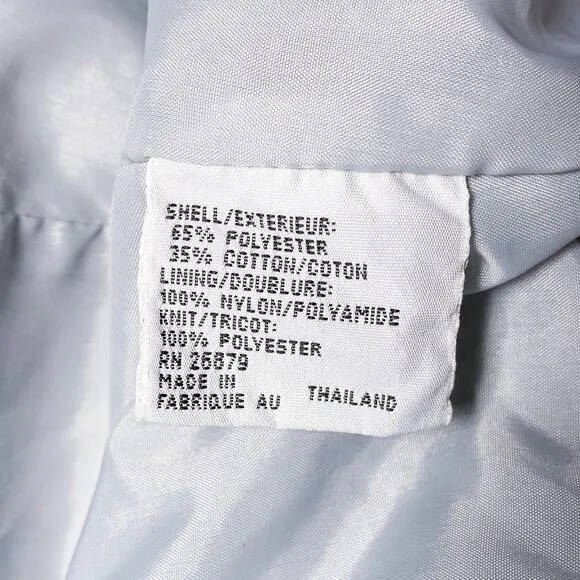 SHELL/EXTERIEUR:
65% POLYESTER
35% COTTON/COTON
LINING/DOUBLURE:
100% NYLON/POLYAMIDE
KNIT/TRICOT:
100% POLYESTER
RN 26879
MADE IN
FABRIQUE AU THAILAND